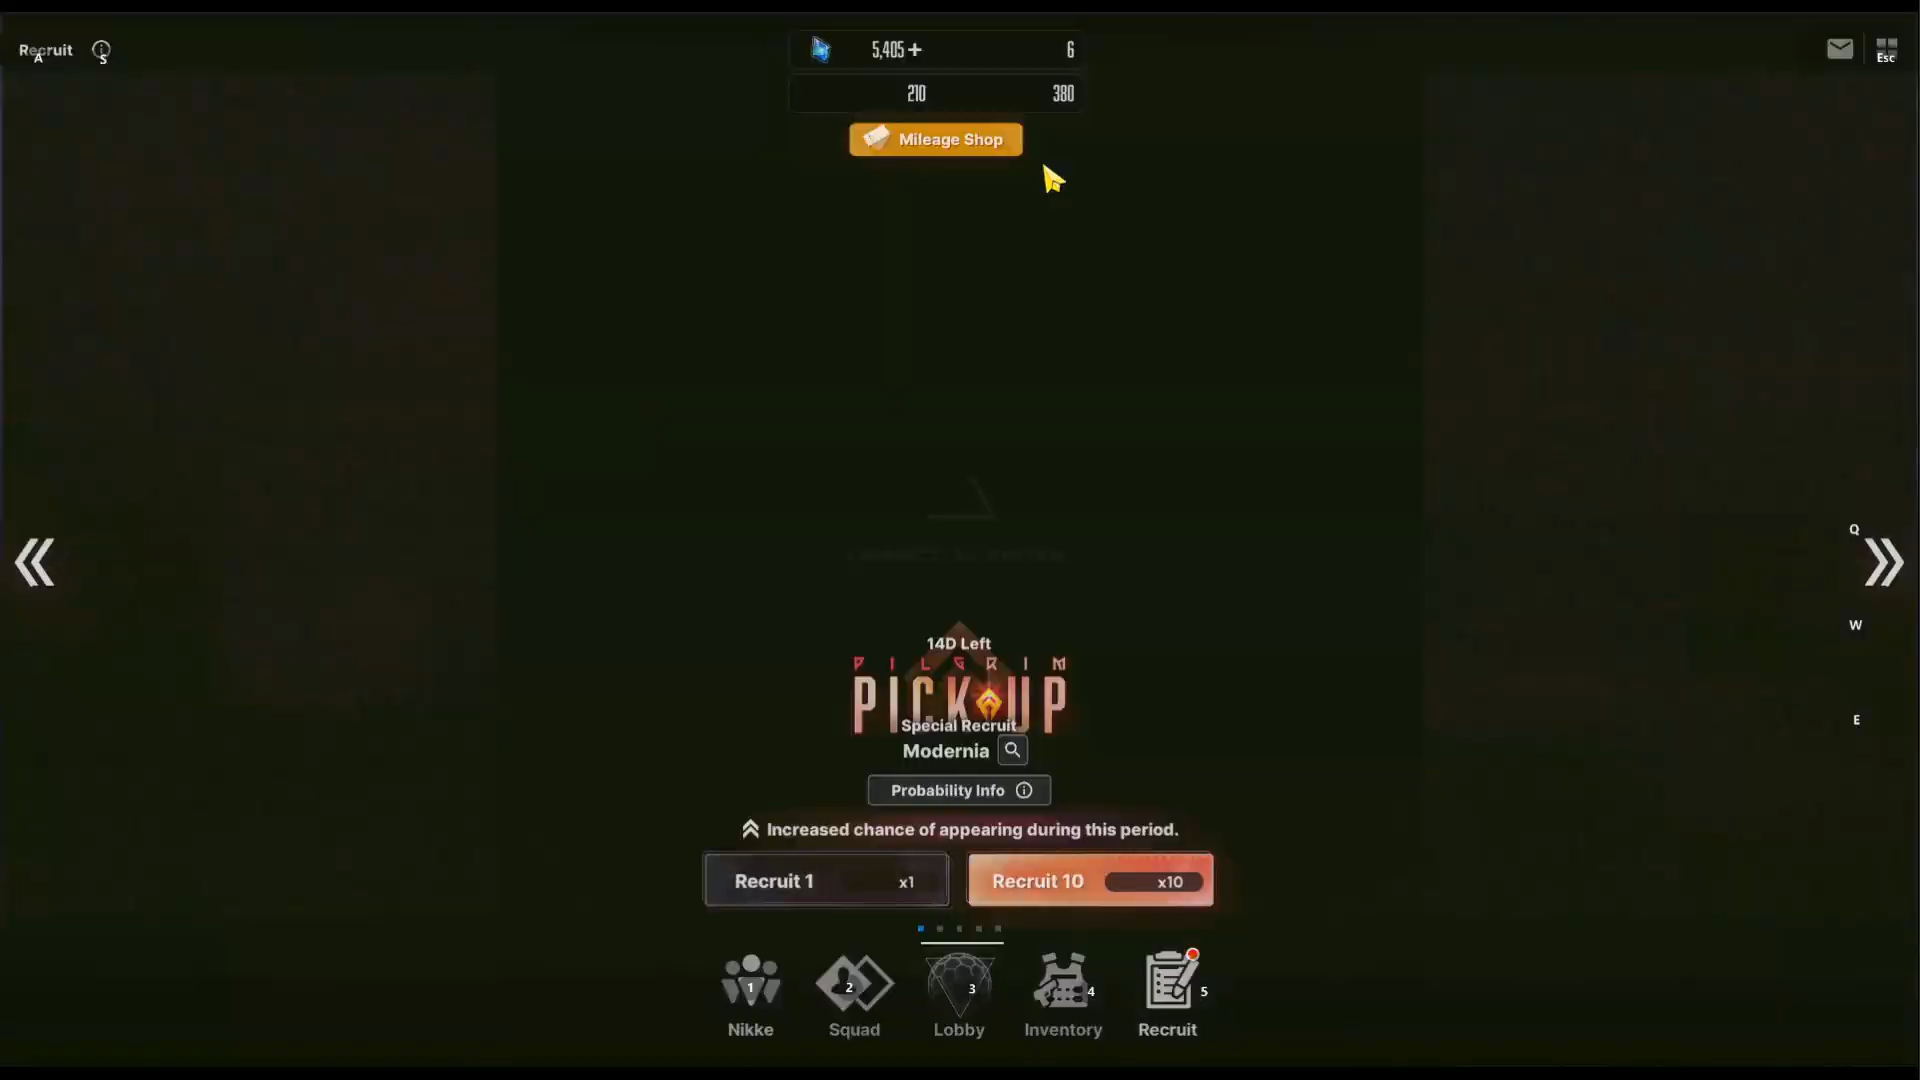 Recruit
A
S
5,405+
6
Esc
210
380
Mileage Shop
Q
W
E
14D Left
PILGRIM
PICK UP
Special Recruit
Modernia
Probability Info
Increased chance of appearing during this period.
Recruit 1 x1
Recruit 10 x10
1
2
3
4
5
Nikke
Squad
Lobby
Inventory
Recruit